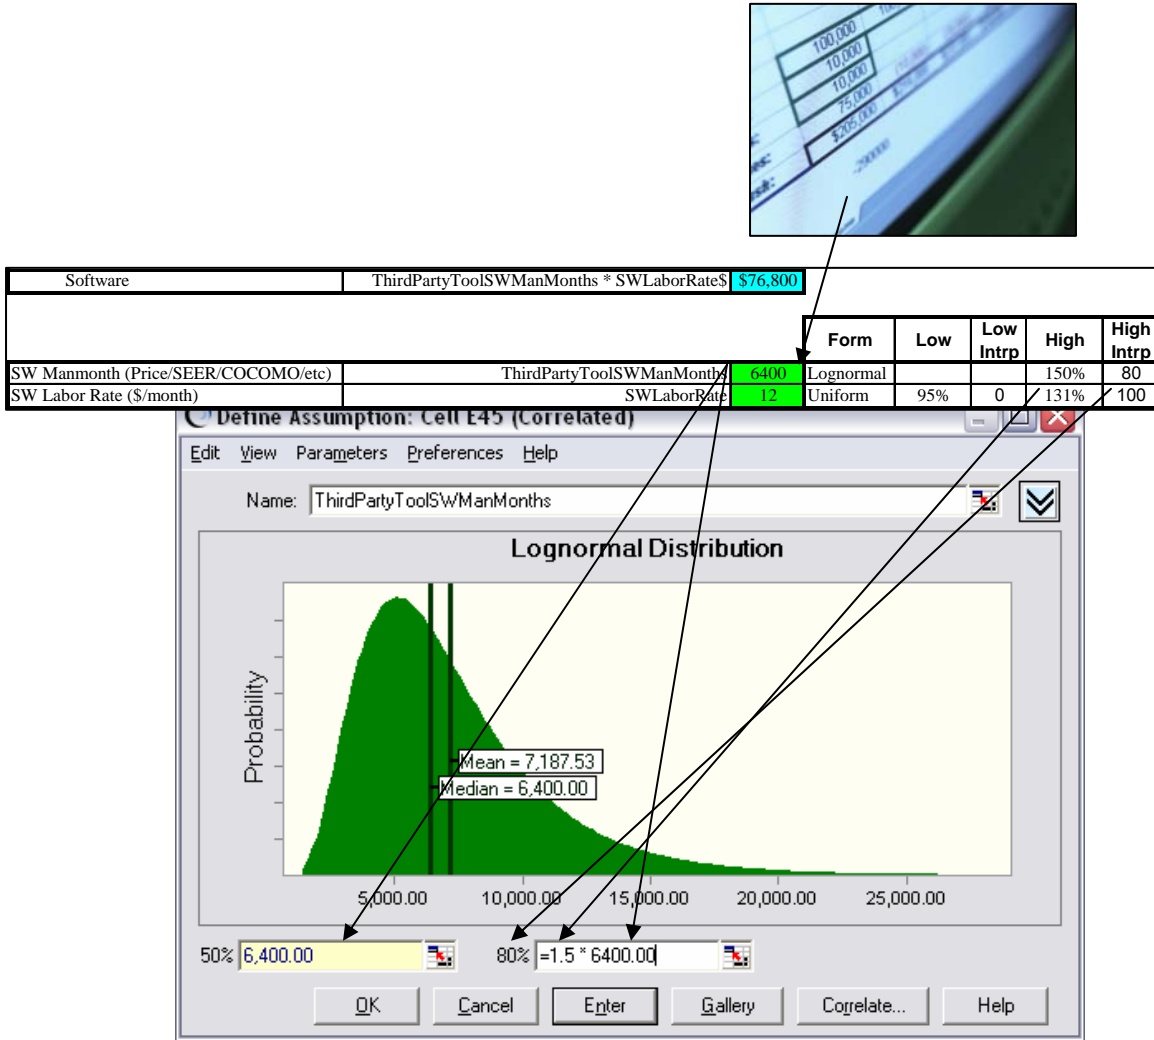 100,000
10,000
10,000
75,000
$205,000
-290000
Software ThirdPartyToolSWManMonths * SWLaborRate$ $76,800
Form Low Low Intrp High High Intrp
SW Manmonth (Price/SEER/COCOMO/etc) ThirdPartyToolSWManMonths 6400 Lognormal 150% 80
SW Labor Rate ($/month) SWLaborRate 12 Uniform 95% 0 131% 100
Define Assumption: Cell E45 (Correlated)
Edit View Parameters Preferences Help
Name: ThirdPartyToolSWManMonths
Lognormal Distribution
Probability
Mean = 7,187.53
Median = 6,400.00
5,000.00 10,000.00 15,000.00 20,000.00 25,000.00
50% 6,400.00 80% =1.5 * 6400.00
OK Cancel Enter Gallery Correlate... Help